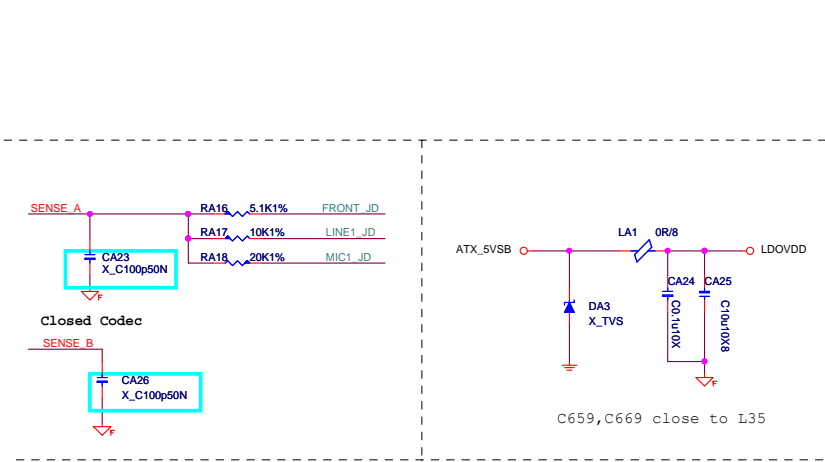 SENSE_A
RA16 5.1K1% FRONT_JD
RA17 10K1% LINE1_JD
RA18 20K1% MIC1_JD
CA23
X_C100p50N
F
Closed Codec
SENSE_B
CA26
X_C100p50N
F
ATX_5VSB
LA1 0R/8
LDOVDD
DA3
X_TVS
CA24
C0.1u10X
CA25
C10u10X8
F
C659,C669 close to L35